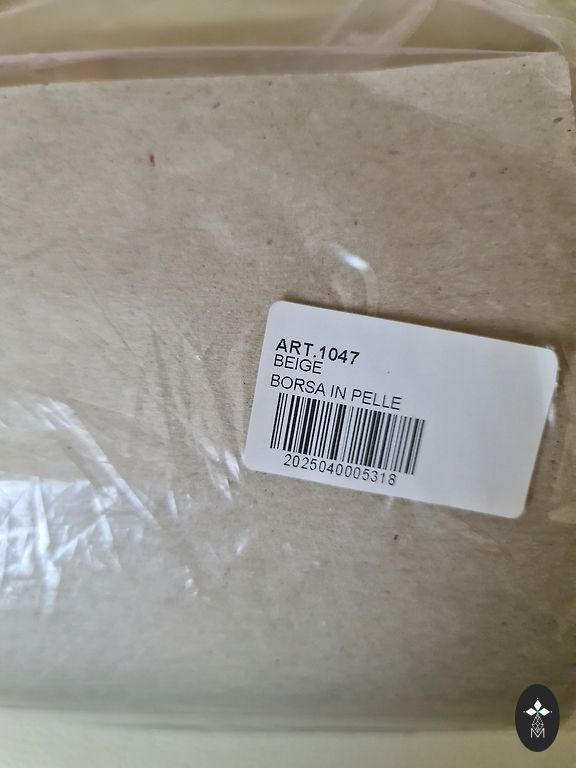 ART.1047
BEIGE
BORSA IN PELLE
2025040005318
M